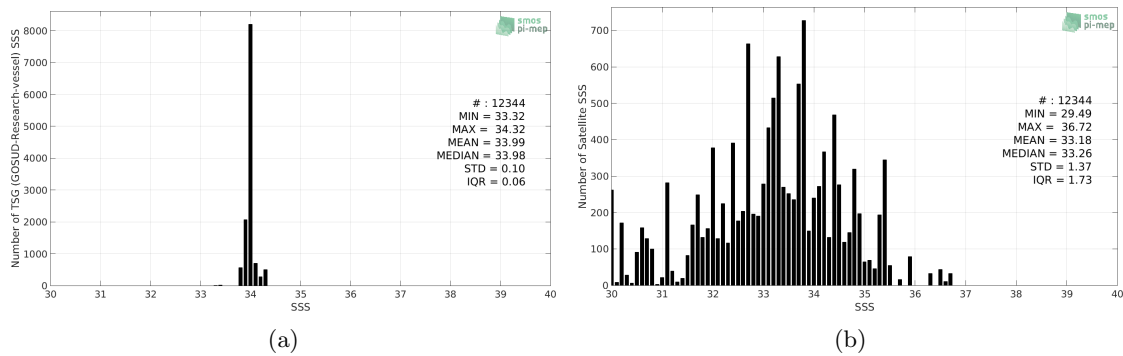 smos
pi-mep
Number of TSG (GOSUD-Research-vessel) SSS
8000
7000
6000
5000
4000
3000
2000
1000
0
# : 12344
MIN = 33.32
MAX = 34.32
MEAN = 33.99
MEDIAN = 33.98
STD = 0.10
IQR = 0.06
30 31 32 33 34 35 36 37 38 39 40
SSS
(a)
smos
pi-mep
Number of Satellite SSS
700
600
500
400
300
200
100
0
# : 12344
MIN = 29.49
MAX = 36.72
MEAN = 33.18
MEDIAN = 33.26
STD = 1.37
IQR = 1.73
30 31 32 33 34 35 36 37 38 39 40
SSS
(b)